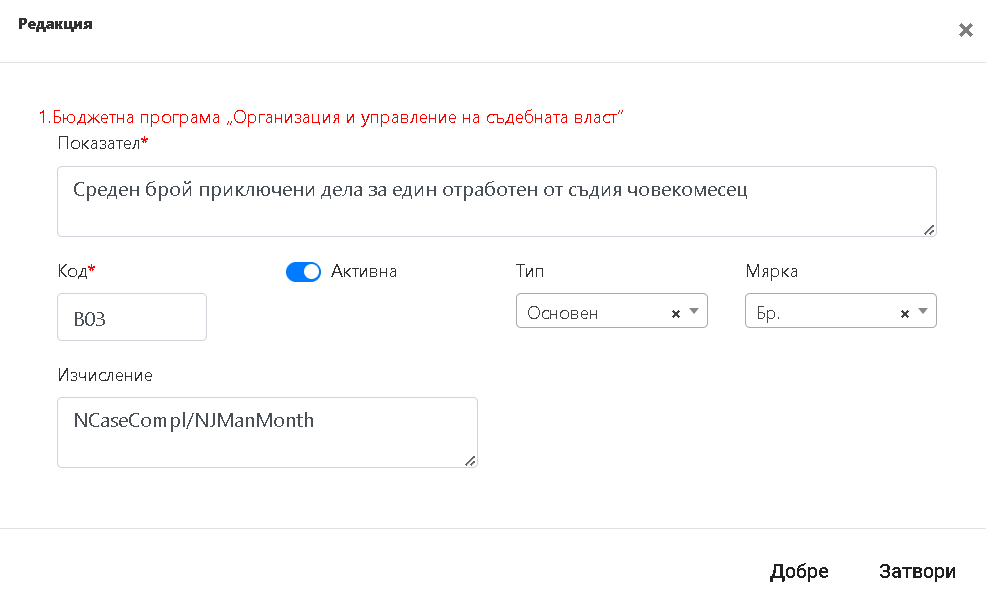 Редакция
×
1.Бюджетна програма „Организация и управление на съдебната власт“
Показател*
Среден брой приключени дела за един отработен от съдия човекомесец
Код*
Активна
Тип
Мярка
B03
Основен ×
Бр. ×
Изчисление
NCaseCompl/NJManMonth
Добре
Затвори